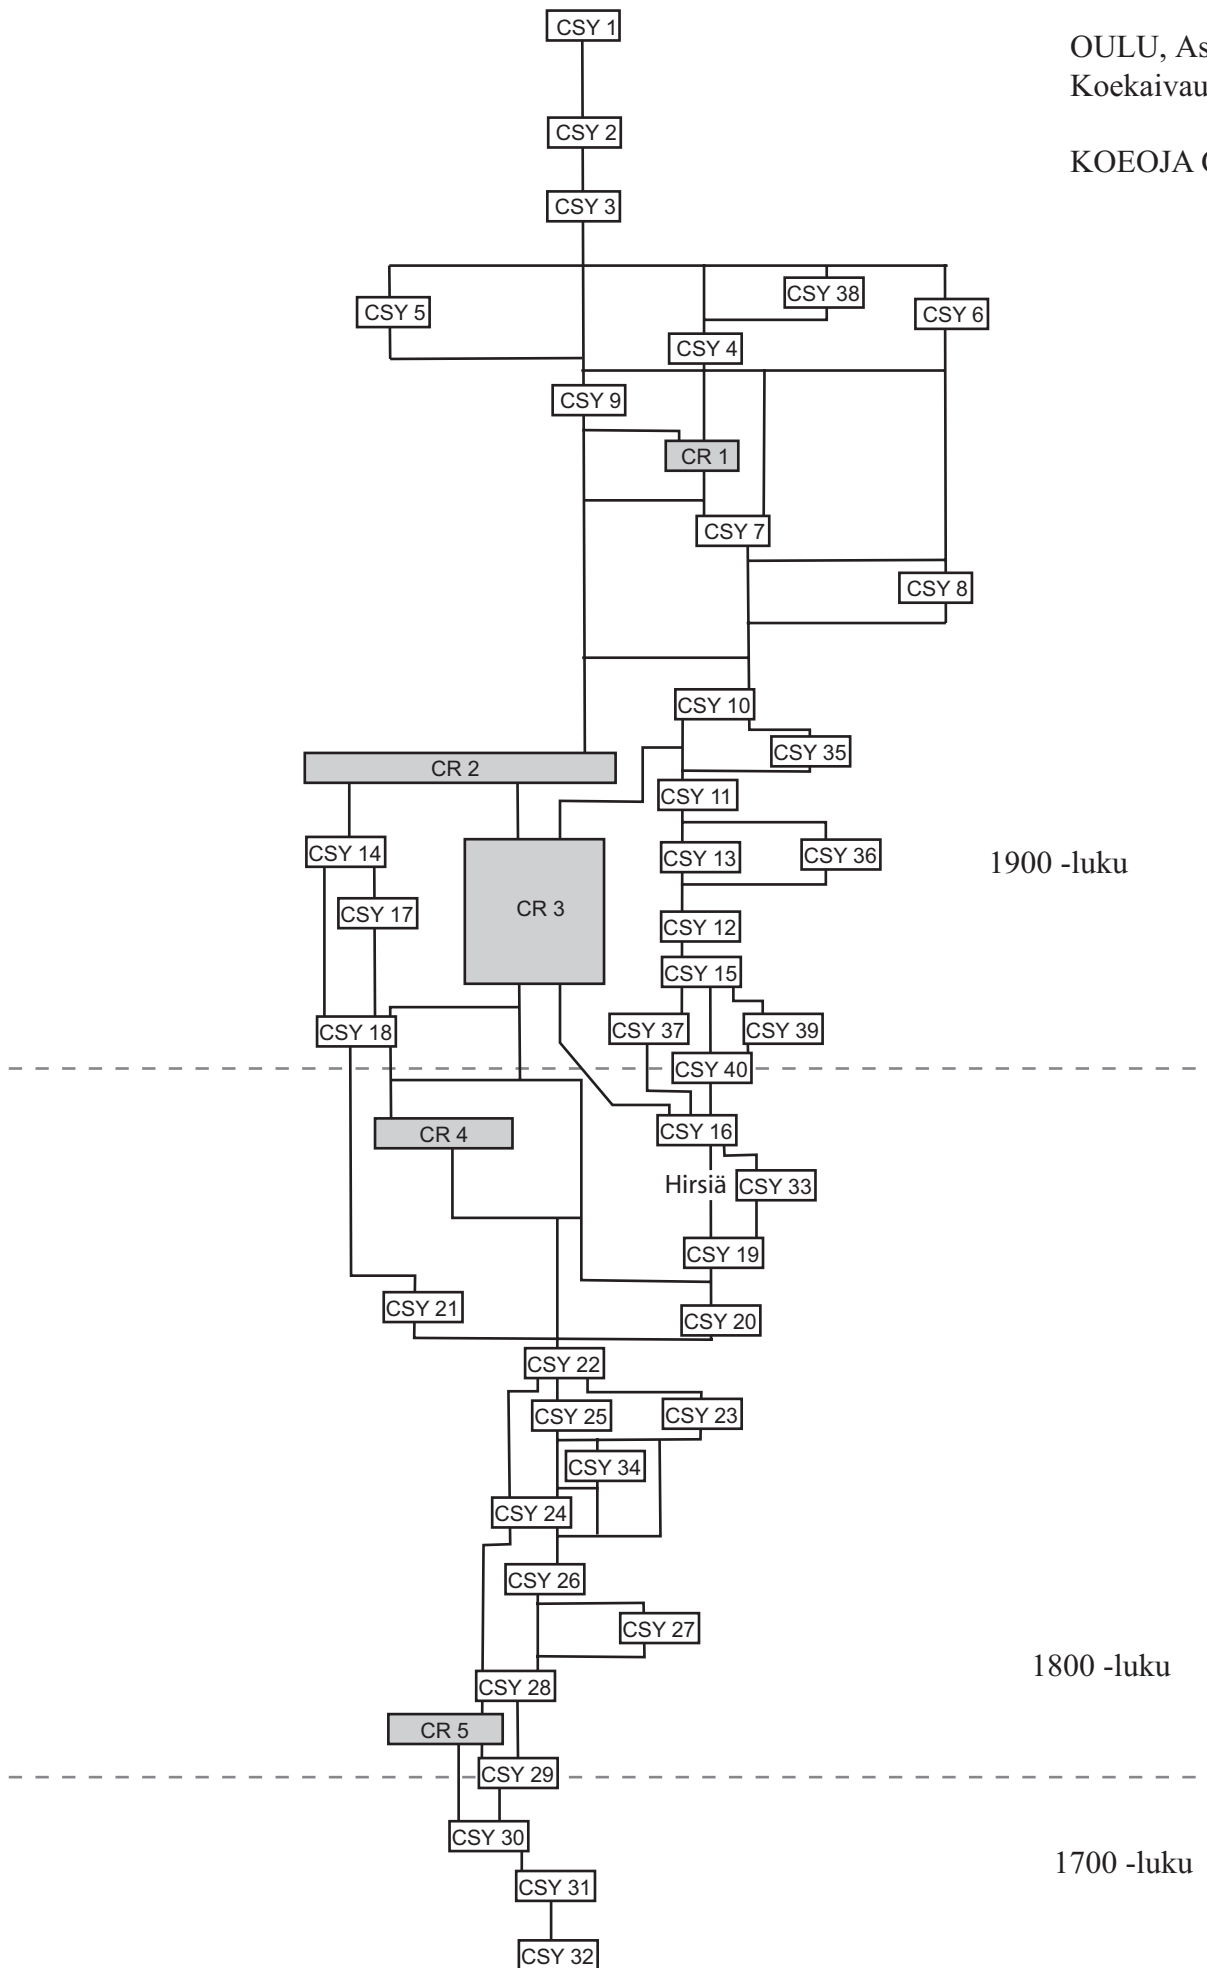 CSY 1
OULU, As
Koekaivau
CSY 2
KOEOJA
CSY 3
CSY 38
CSY 5
CSY 6
CSY 4
CSY 9
CR 1
CSY 7
CSY 8
CSY 10
CSY 35
CR 2
CSY 11
CSY 14
CSY 13
CSY 36
1900 -luku
CSY 17
CR 3
CSY 12
CSY 15
CSY 18
CSY 37
CSY 39
CSY 40
CR 4
CSY 16
Hirsiä
CSY 33
CSY 19
CSY 21
CSY 20
CSY 22
CSY 25
CSY 23
CSY 34
CSY 24
CSY 26
CSY 27
1800 -luku
CSY 28
CR 5
CSY 29
CSY 30
1700 -luku
CSY 31
CSY 32